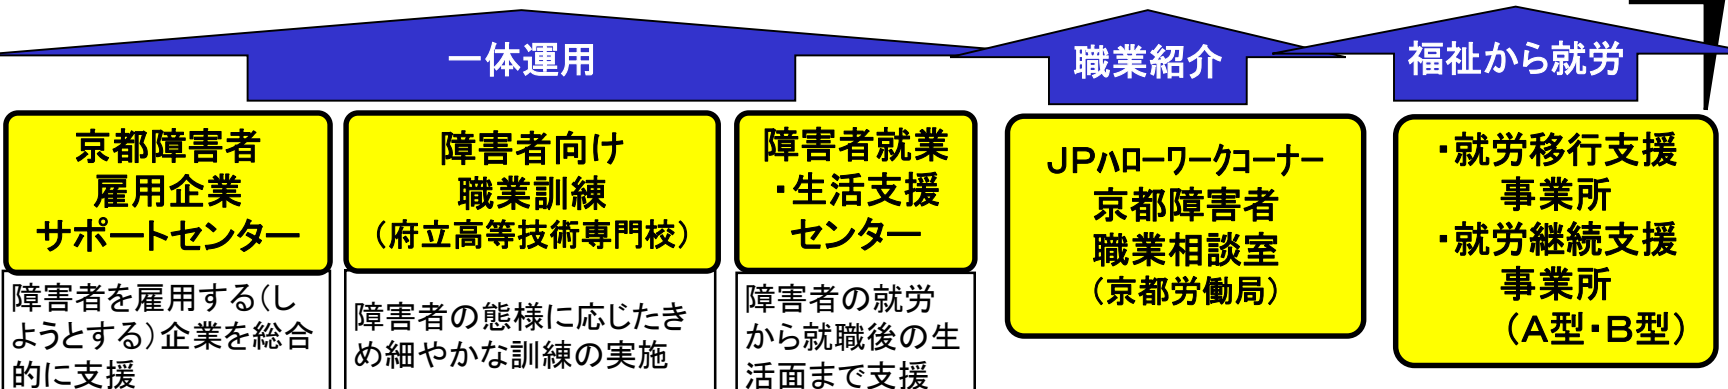 一体運用
職業紹介
福祉から就労
京都障害者
雇用企業
サポートセンター
障害者を雇用する（し
ようとする）企業を総合
的に支援
障害者向け
職業訓練
（府立高等技術専門校）
障害者の態様に応じたき
め細やかな訓練の実施
障害者就業
・生活支援
センター
障害者の就労
から就職後の生
活面まで支援
ＪＰハローワークコーナー
京都障害者
職業相談室
（京都労働局）
・就労移行支援
事業所
・就労継続支援
事業所
（Ａ型・Ｂ型）